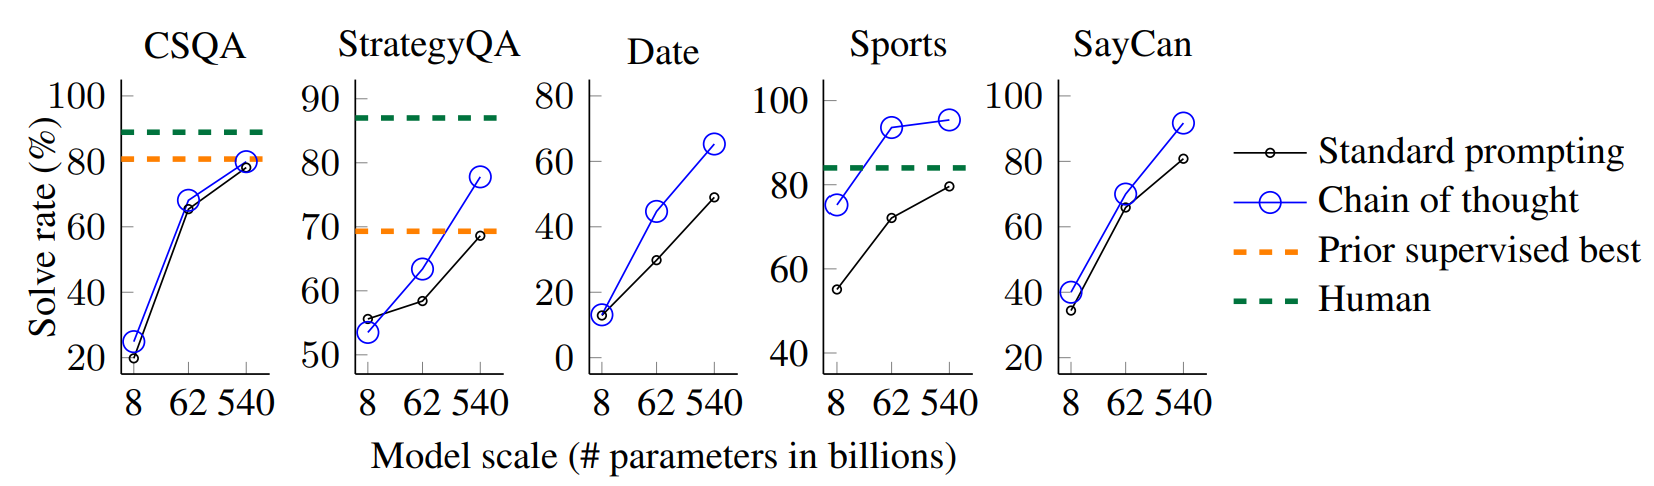 CSQA
StrategyQA
Date
Sports
SayCan
Solve rate (%)
100
80
60
40
20
8 62 540
90
80
70
60
50
8 62 540
80
60
40
20
0
8 62 540
100
80
60
40
8 62 540
100
80
60
40
20
8 62 540
Model scale (# parameters in billions)
Standard prompting
Chain of thought
Prior supervised best
Human